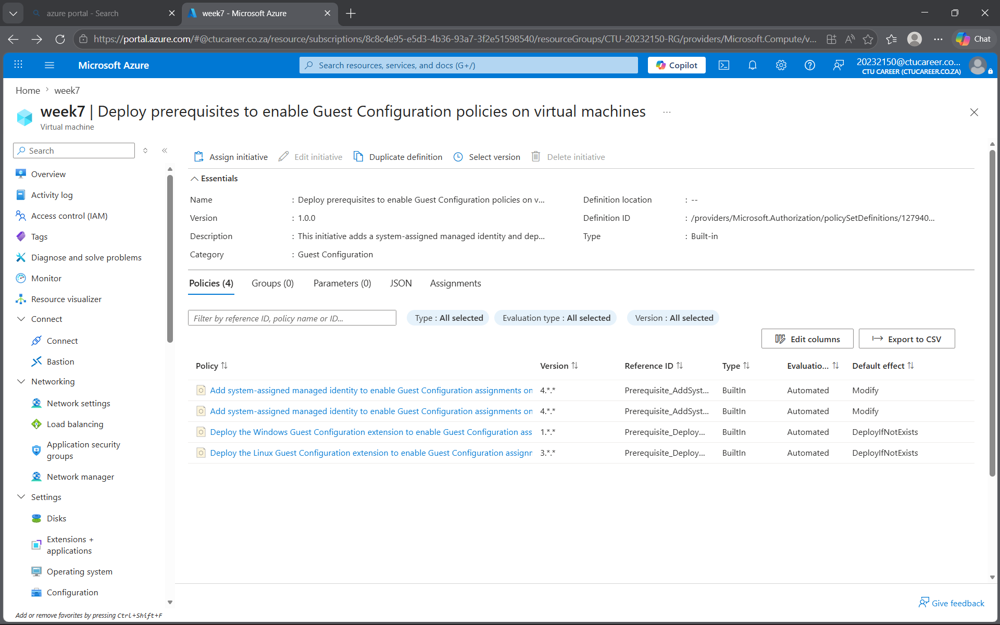 azure portal - Search
week7 - Microsoft Azure
https://portal.azure.com/#@ctucareer.co.za/resource/subscriptions/8c8c4e95-e5d3-4b36-93a7-3f2e51598540/resourceGroups/CTU-20232150-RG/providers/Microsoft.Compute/v...
Chat
Microsoft Azure
Search resources, services, and docs (G+/)
Copilot
20232150@ctucareer.co...
CTU CAREER (CTUCAREER.CO.ZA)
Home
week7
week7 | Deploy prerequisites to enable Guest Configuration policies on virtual machines
Virtual machine
Search
Overview
Activity log
Access control (IAM)
Tags
Diagnose and solve problems
Monitor
Resource visualizer
Connect
Connect
Bastion
Networking
Network settings
Load balancing
Application security
groups
Network manager
Settings
Disks
Extensions +
applications
Operating system
Configuration
Add or remove favorites by pressing Ctrl+Shift+F
Assign initiative
Edit initiative
Duplicate definition
Select version
Delete initiative
Essentials
Name : Deploy prerequisites to enable Guest Configuration policies on v...
Version : 1.0.0
Description : This initiative adds a system-assigned managed identity and dep...
Category : Guest Configuration
Definition location : --
Definition ID : /providers/Microsoft.Authorization/policySetDefinitions/127940...
Type : Built-in
Policies (4)
Groups (0)
Parameters (0)
JSON
Assignments
Filter by reference ID, policy name or ID...
Type : All selected
Evaluation type : All selected
Version : All selected
Edit columns
Export to CSV
Policy Version Reference ID Type Evaluatio... Default effect
Add system-assigned managed identity to enable Guest Configuration assignments on 4.*.* Prerequisite_AddSyst... BuiltIn Automated Modify
Add system-assigned managed identity to enable Guest Configuration assignments on 4.*.* Prerequisite_AddSyst... BuiltIn Automated Modify
Deploy the Windows Guest Configuration extension to enable Guest Configuration ass 1.*.* Prerequisite_Deploy... BuiltIn Automated DeployIfNotExists
Deploy the Linux Guest Configuration extension to enable Guest Configuration assignm 3.*.* Prerequisite_Deploy... BuiltIn Automated DeployIfNotExists
Give feedback